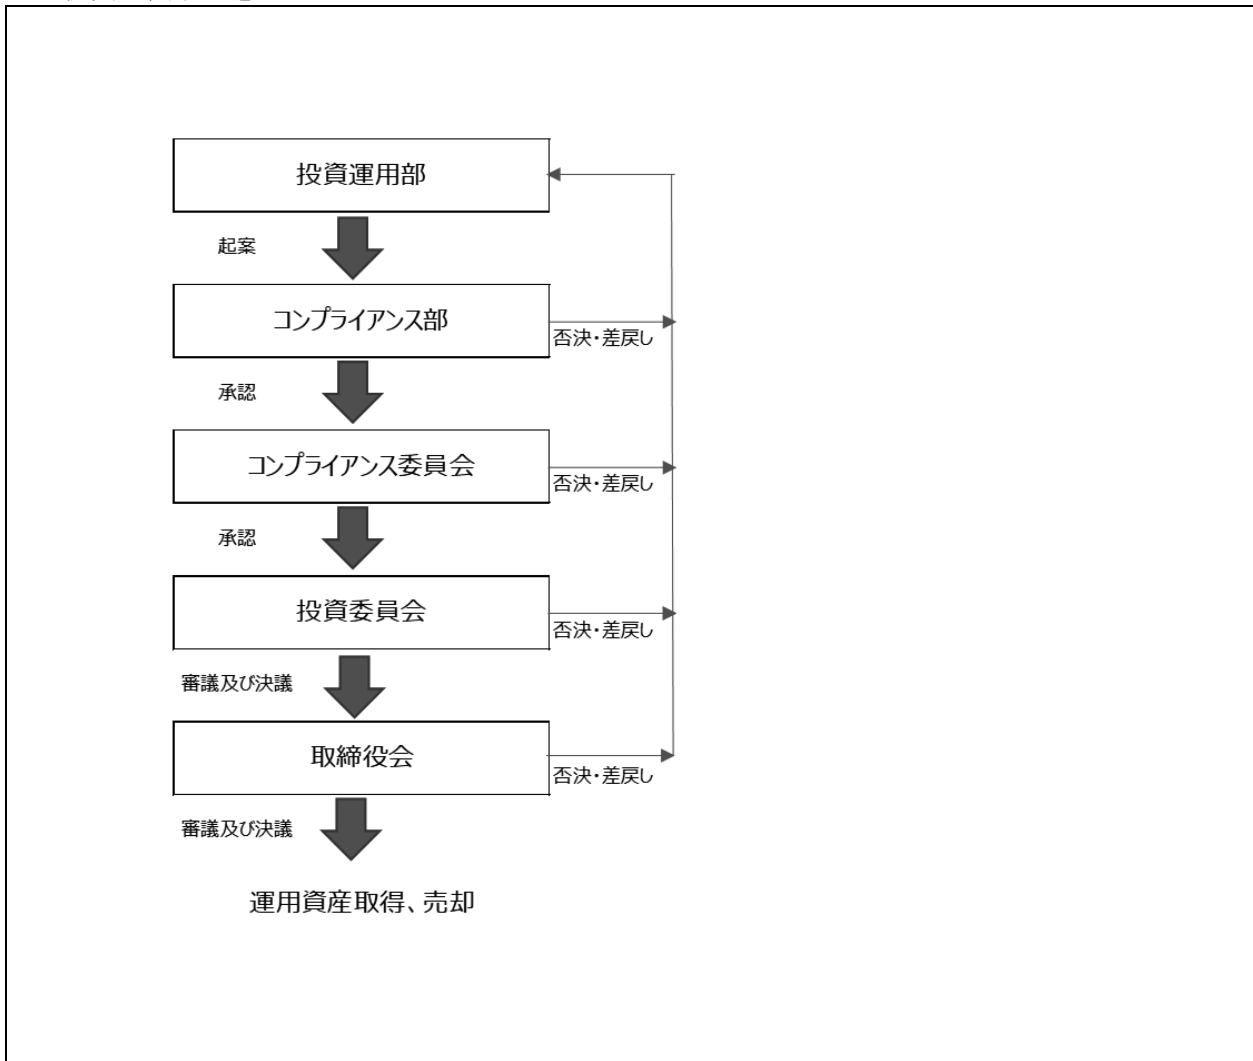 投資運用部
起案
コンプライアンス部
否決・差戻し
承認
コンプライアンス委員会
否決・差戻し
承認
投資委員会
否決・差戻し
審議及び決議
取締役会
否決・差戻し
審議及び決議
運用資産取得、売却